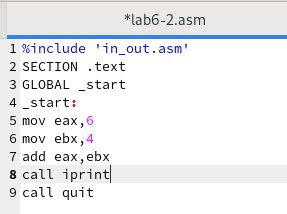 *lab6-2.asm
1 %include 'in_out.asm'
2 SECTION .text
3 GLOBAL _start
4 _start:
5 mov eax,6
6 mov ebx,4
7 add eax,ebx
8 call iprint
9 call quit